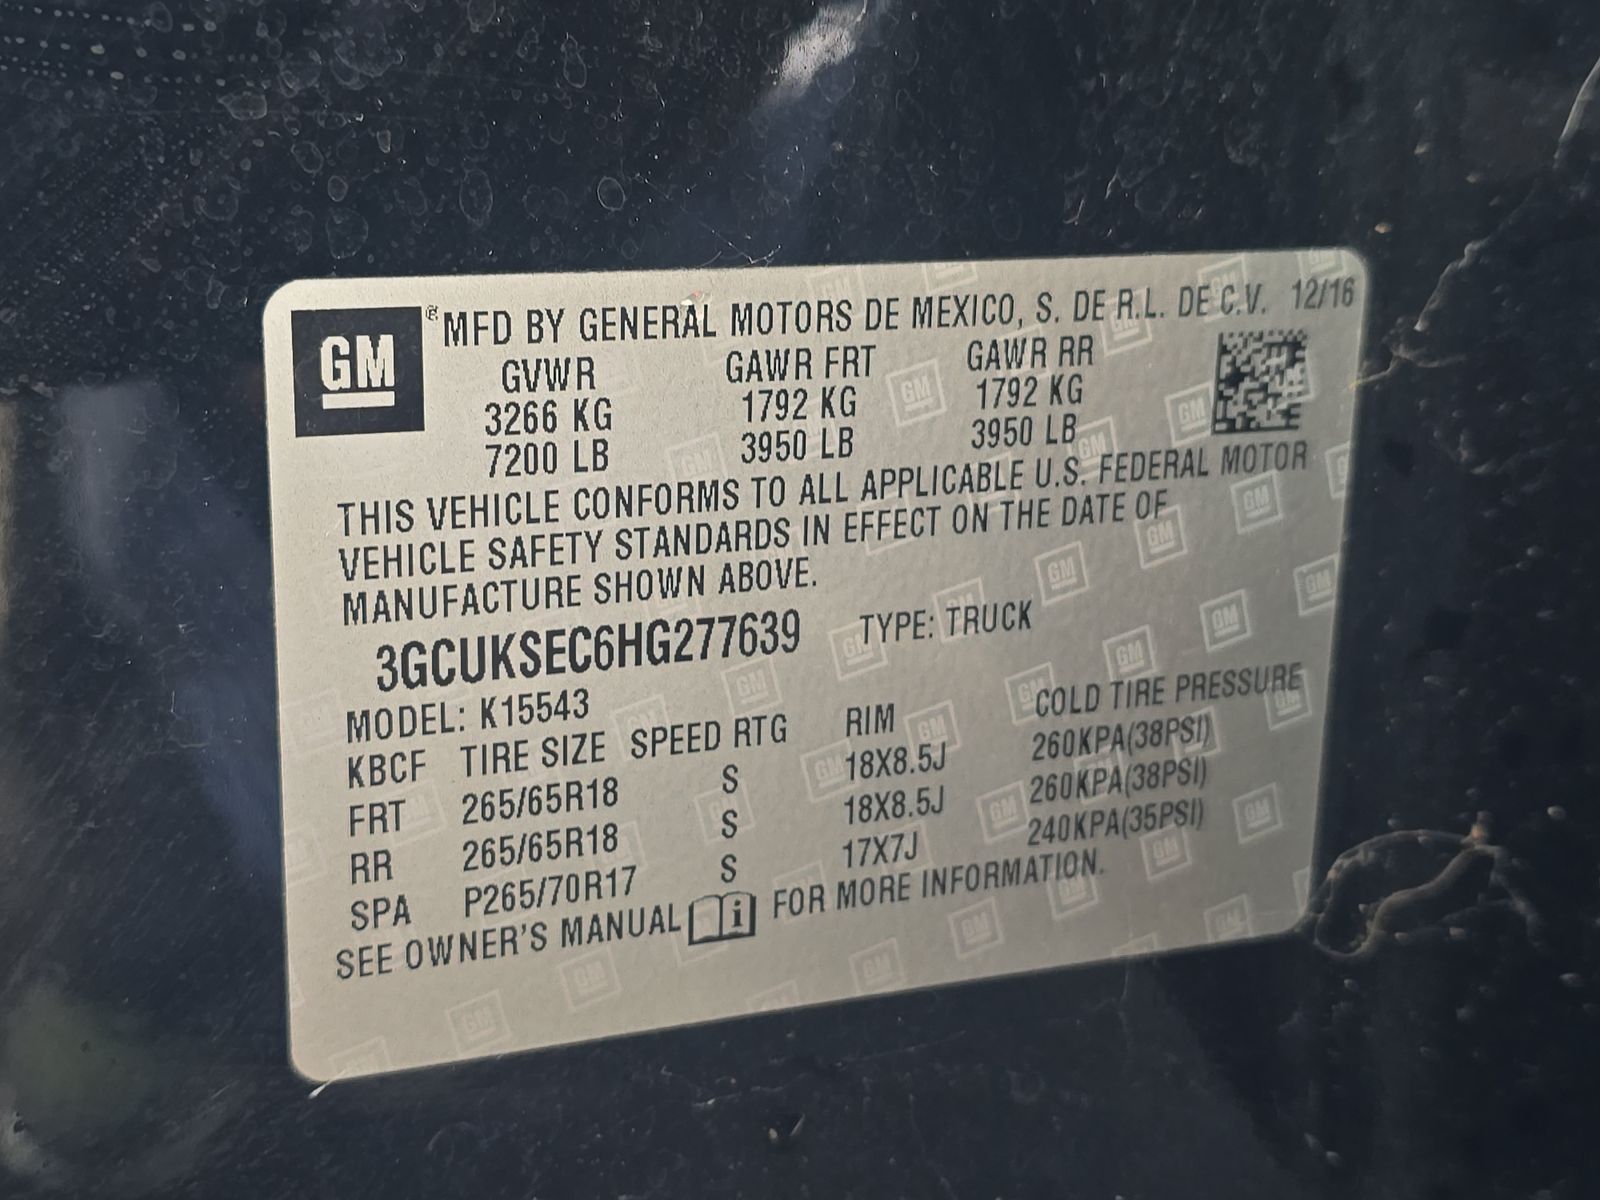 GM
® MFD BY GENERAL MOTORS DE MEXICO, S. DE R.L. DE C.V. 12/16
GVWR GAWR FRT GAWR RR
3266 KG 1792 KG 1792 KG
7200 LB 3950 LB 3950 LB
THIS VEHICLE CONFORMS TO ALL APPLICABLE U.S. FEDERAL MOTOR
VEHICLE SAFETY STANDARDS IN EFFECT ON THE DATE OF
MANUFACTURE SHOWN ABOVE.
3GCUKSEC6HG277639 TYPE: TRUCK
MODEL: K15543
KBCF TIRE SIZE SPEED RTG RIM COLD TIRE PRESSURE
FRT 265/65R18 S 18X8.5J 260KPA(38PSI)
RR 265/65R18 S 18X8.5J 260KPA(38PSI)
SPA P265/70R17 S 17X7J 240KPA(35PSI)
SEE OWNER'S MANUAL i FOR MORE INFORMATION.